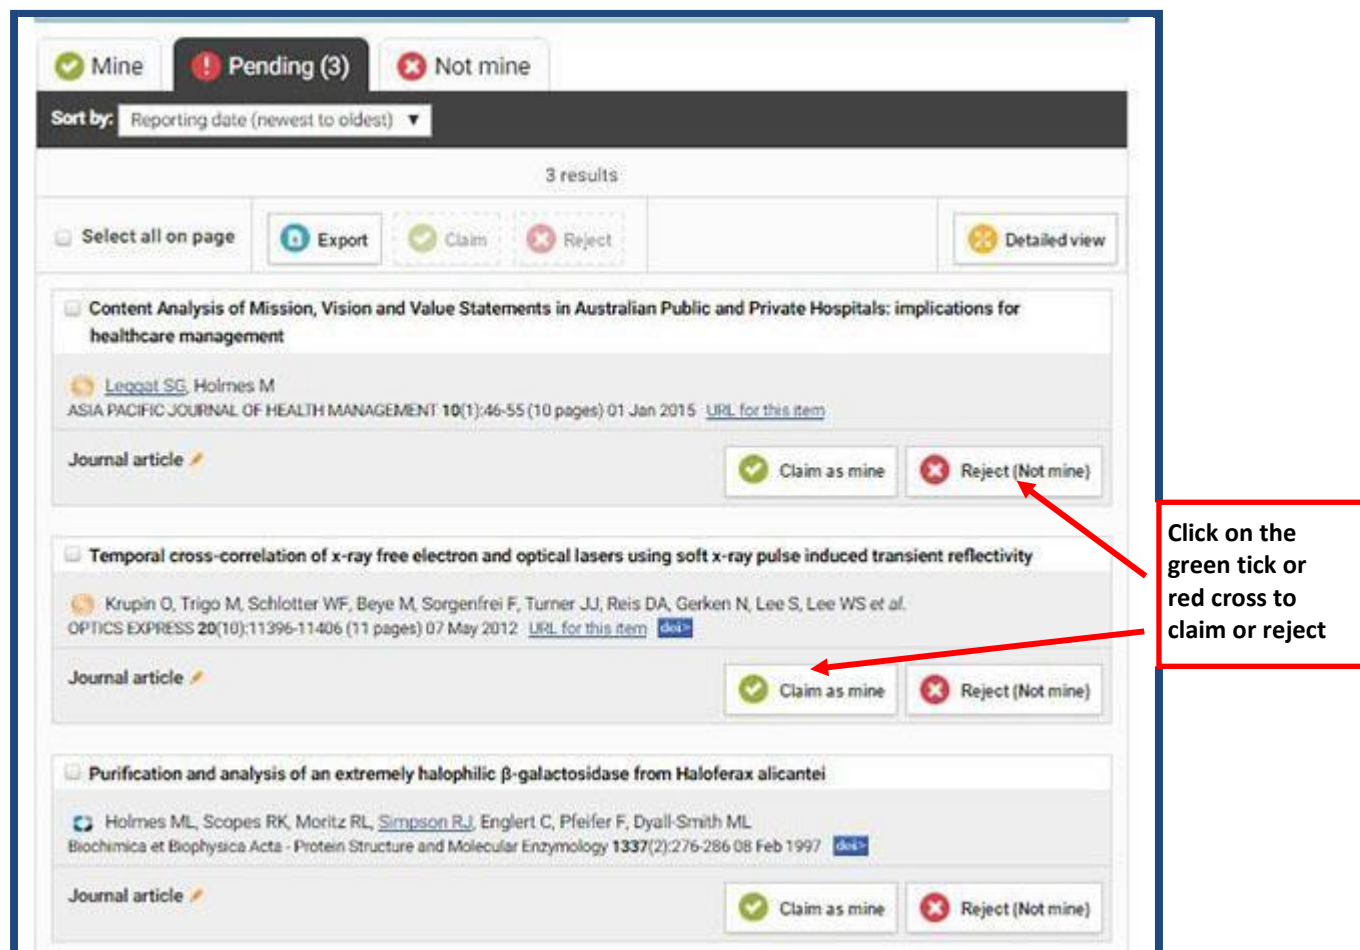 Mine
Pending (3)
Not mine
Sort by: Reporting date (newest to oldest)
3 results
Select all on page
Export
Claim
Reject
Detailed view
Content Analysis of Mission, Vision and Value Statements in Australian Public and Private Hospitals: implications for
healthcare management
Leggat SG, Holmes M
ASIA PACIFIC JOURNAL OF HEALTH MANAGEMENT 10(1):46-55 (10 pages) 01 Jan 2015 URL for this item
Journal article
Claim as mine
Reject (Not mine)
Temporal cross-correlation of x-ray free electron and optical lasers using soft x-ray pulse induced transient reflectivity
Krupin O, Trigo M, Schlotter WF, Beye M, Sorgenfrei F, Turner JJ, Reis DA, Gerken N, Lee S, Lee WS et al.
OPTICS EXPRESS 20(10):11396-11406 (11 pages) 07 May 2012 URL for this item doi>
Journal article
Claim as mine
Reject (Not mine)
Click on the
green tick or
red cross to
claim or reject
Purification and analysis of an extremely halophilic β-galactosidase from Haloferax alicantei
Holmes ML, Scopes RK, Moritz RL, Simpson RJ, Englert C, Pfeifer F, Dyall-Smith ML
Biochimica et Biophysica Acta - Protein Structure and Molecular Enzymology 1337(2):276-286 08 Feb 1997 doi>
Journal article
Claim as mine
Reject (Not mine)